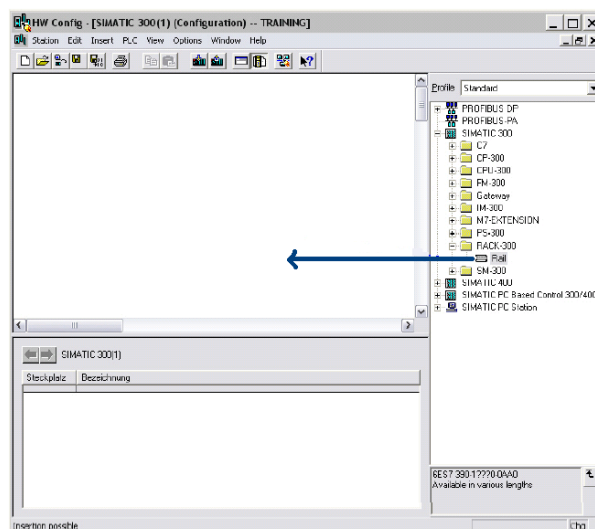 HW Config - [SIMATIC 300(1) (Configuration) -- TRAINING]
Station Edit Insert PLC View Options Window Help
Profile Standard
PROFIBUS DP
PROFIBUS-PA
SIMATIC 300
C7
CP-300
CPU-300
FM-300
Gateway
IM-300
M7-EXTENSION
PS-300
RACK-300
Rail
SM-300
SIMATIC 400
SIMATIC PC Based Control 300/400
SIMATIC PC Station
SIMATIC 300(1)
Steckplatz Bezeichnung
6ES7 390-1???0-0AA0
Available in various lengths
Insertion possible Chg